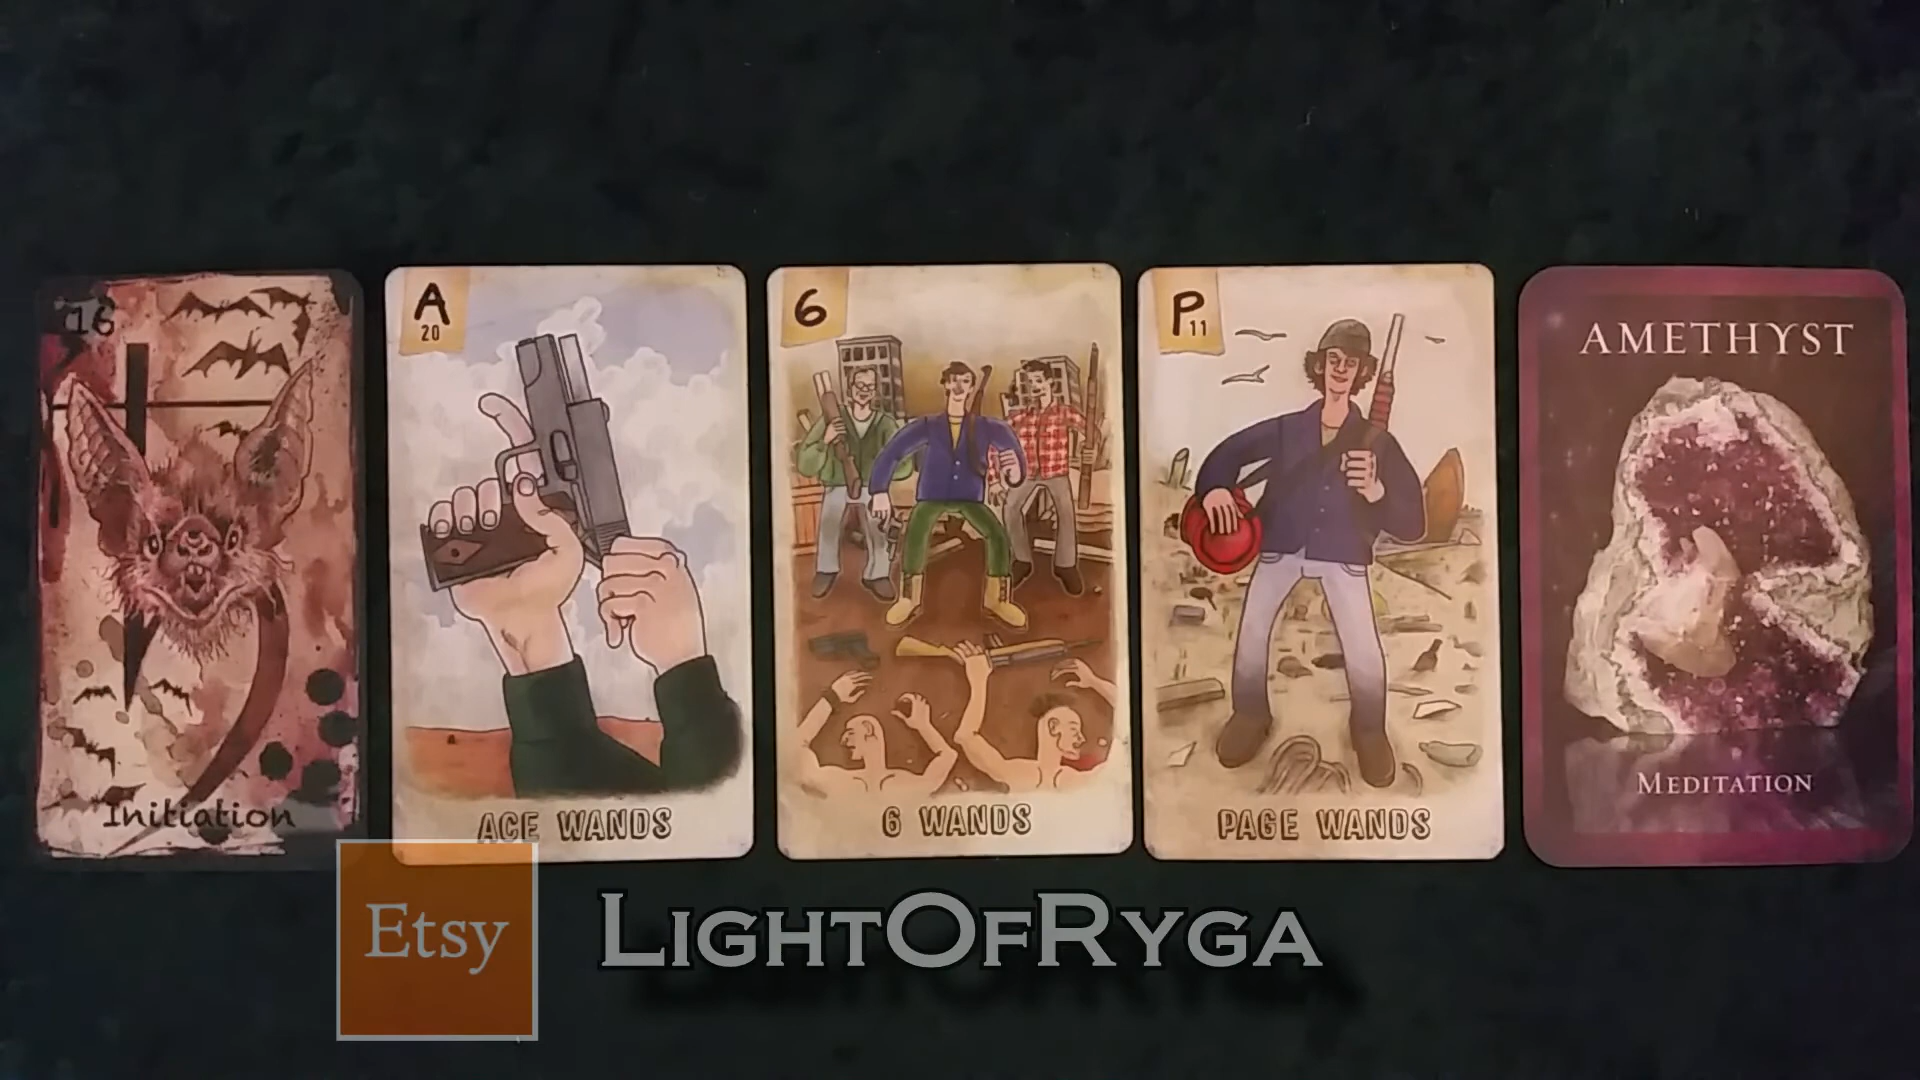 16
Initiation
A
20
ACE WANDS
6
6 WANDS
P
11
PAGE WANDS
AMETHYST
MEDITATION
Etsy
LIGHTOFRYGA